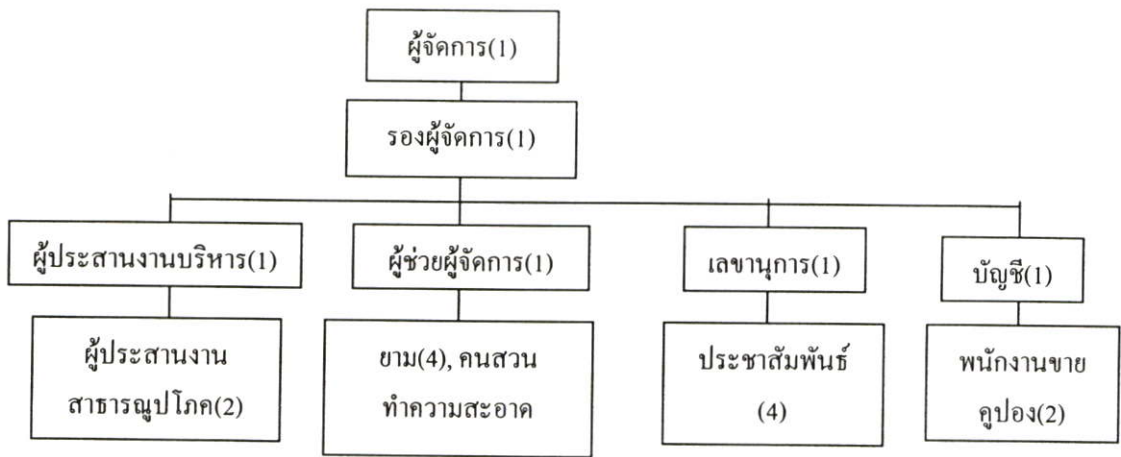 ผู้จัดการ(1)
รองผู้จัดการ(1)
ผู้ประสานงานบริหาร(1)
ผู้ช่วยผู้จัดการ(1)
เลขานุการ(1)
บัญชี(1)
ผู้ประสานงาน
สาธารณูปโภค(2)
ยาม(4), คนสวน
ทำความสะอาด
ประชาสัมพันธ์
(4)
พนักงานขาย
คูปอง(2)